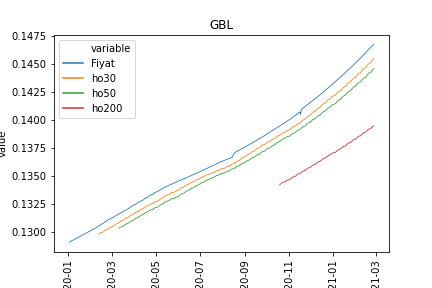 GBL
0.1475
0.1450
0.1425
0.1400
0.1375
0.1350
0.1325
0.1300
value
variable
Fiyat
ho30
ho50
ho200
20-01
20-03
20-05
20-07
20-09
20-11
21-01
21-03